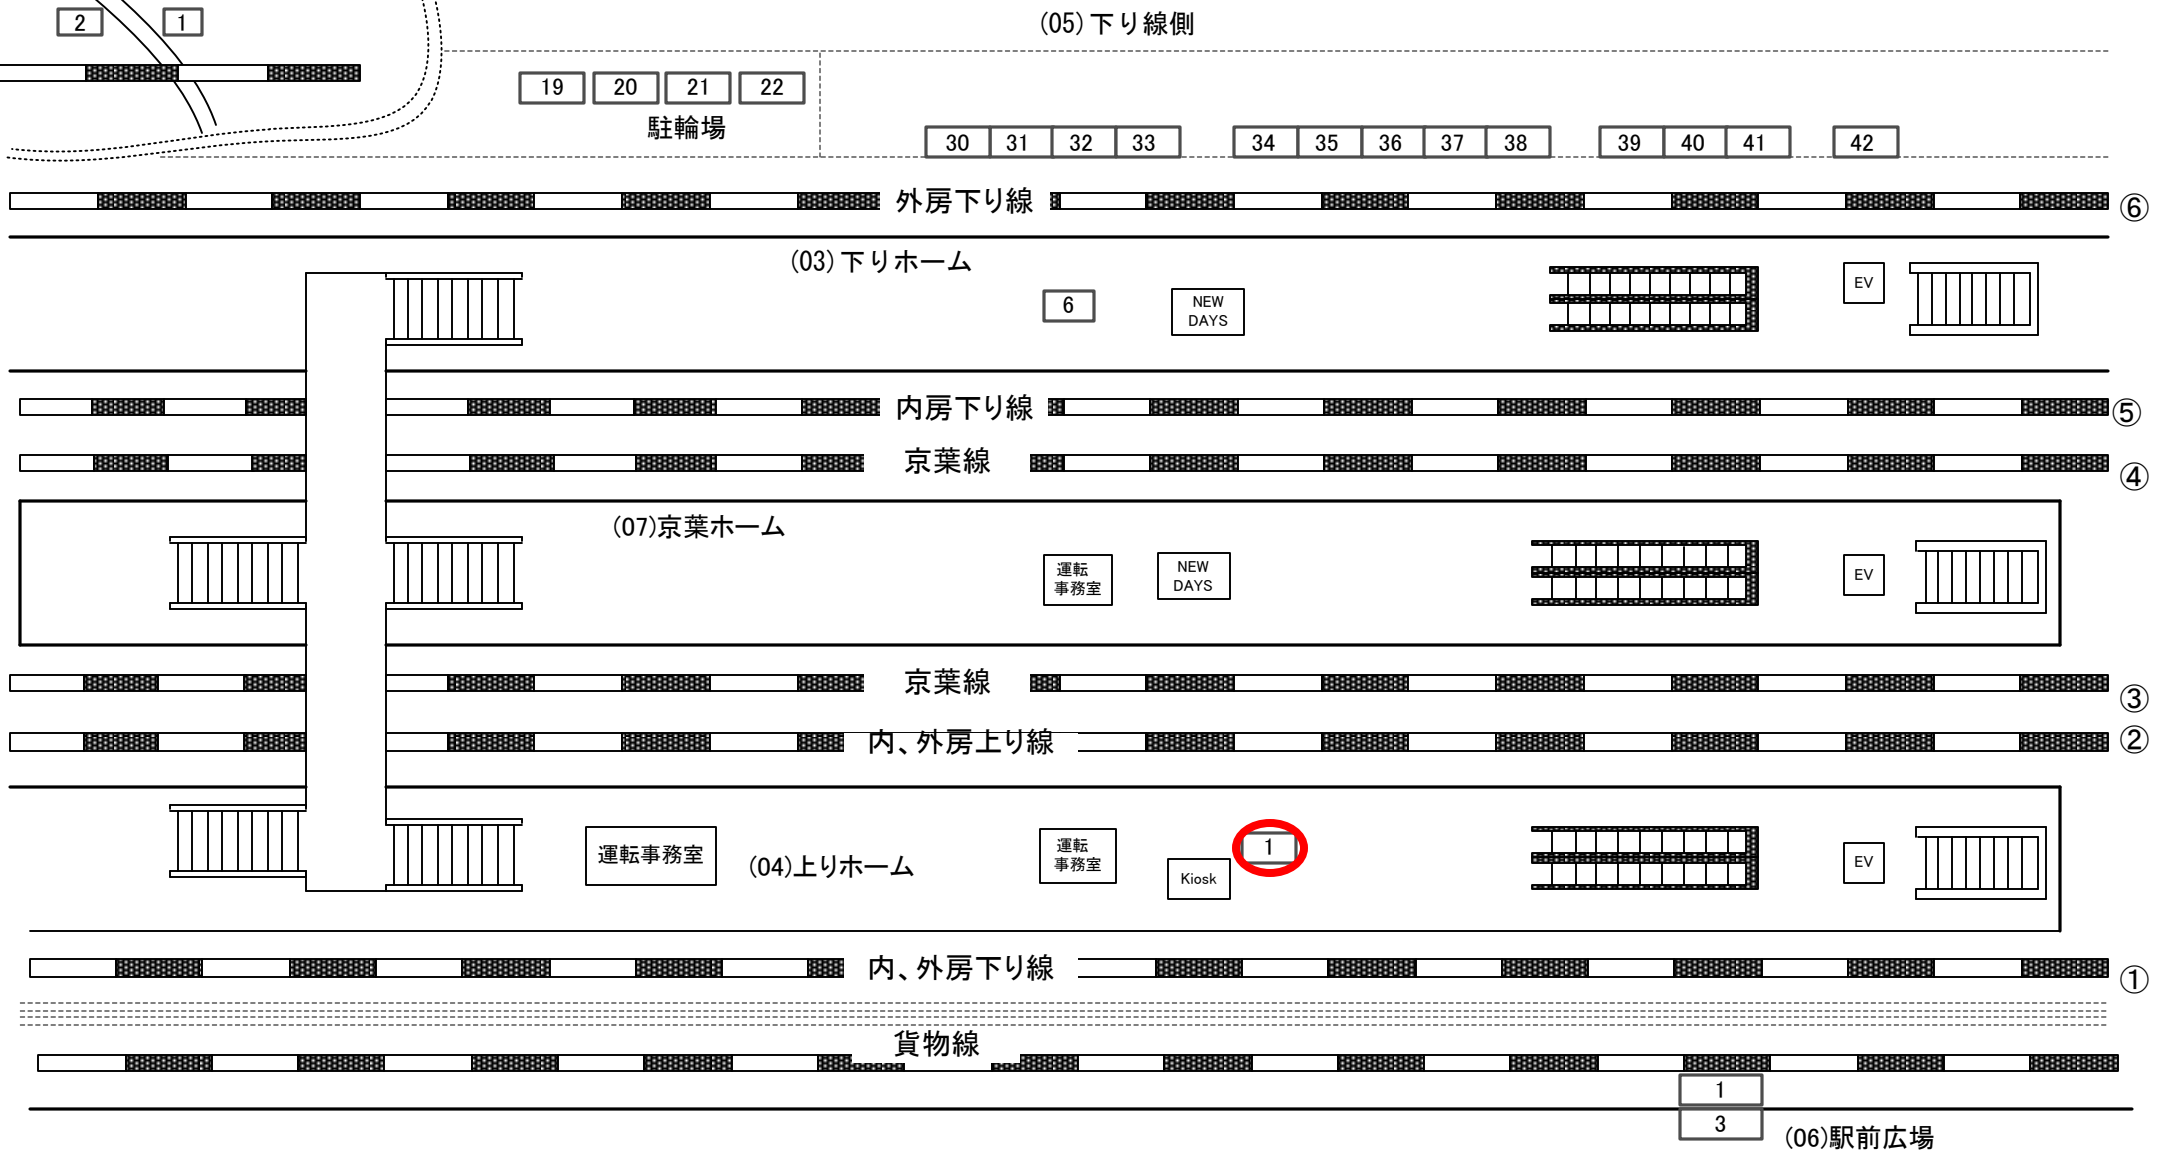 (05)下り線側
2
1
19
20
21
22
駐輪場
30
31
32
33
34
35
36
37
38
39
40
41
42
外房下り線
⑥
(03)下りホーム
6
NEW
DAYS
EV
内房下り線
⑤
京葉線
④
(07)京葉ホーム
運転
事務室
NEW
DAYS
EV
京葉線
③
内、外房上り線
②
運転事務室
(04)上りホーム
運転
事務室
Kiosk
1
EV
内、外房下り線
①
貨物線
1
3
(06)駅前広場